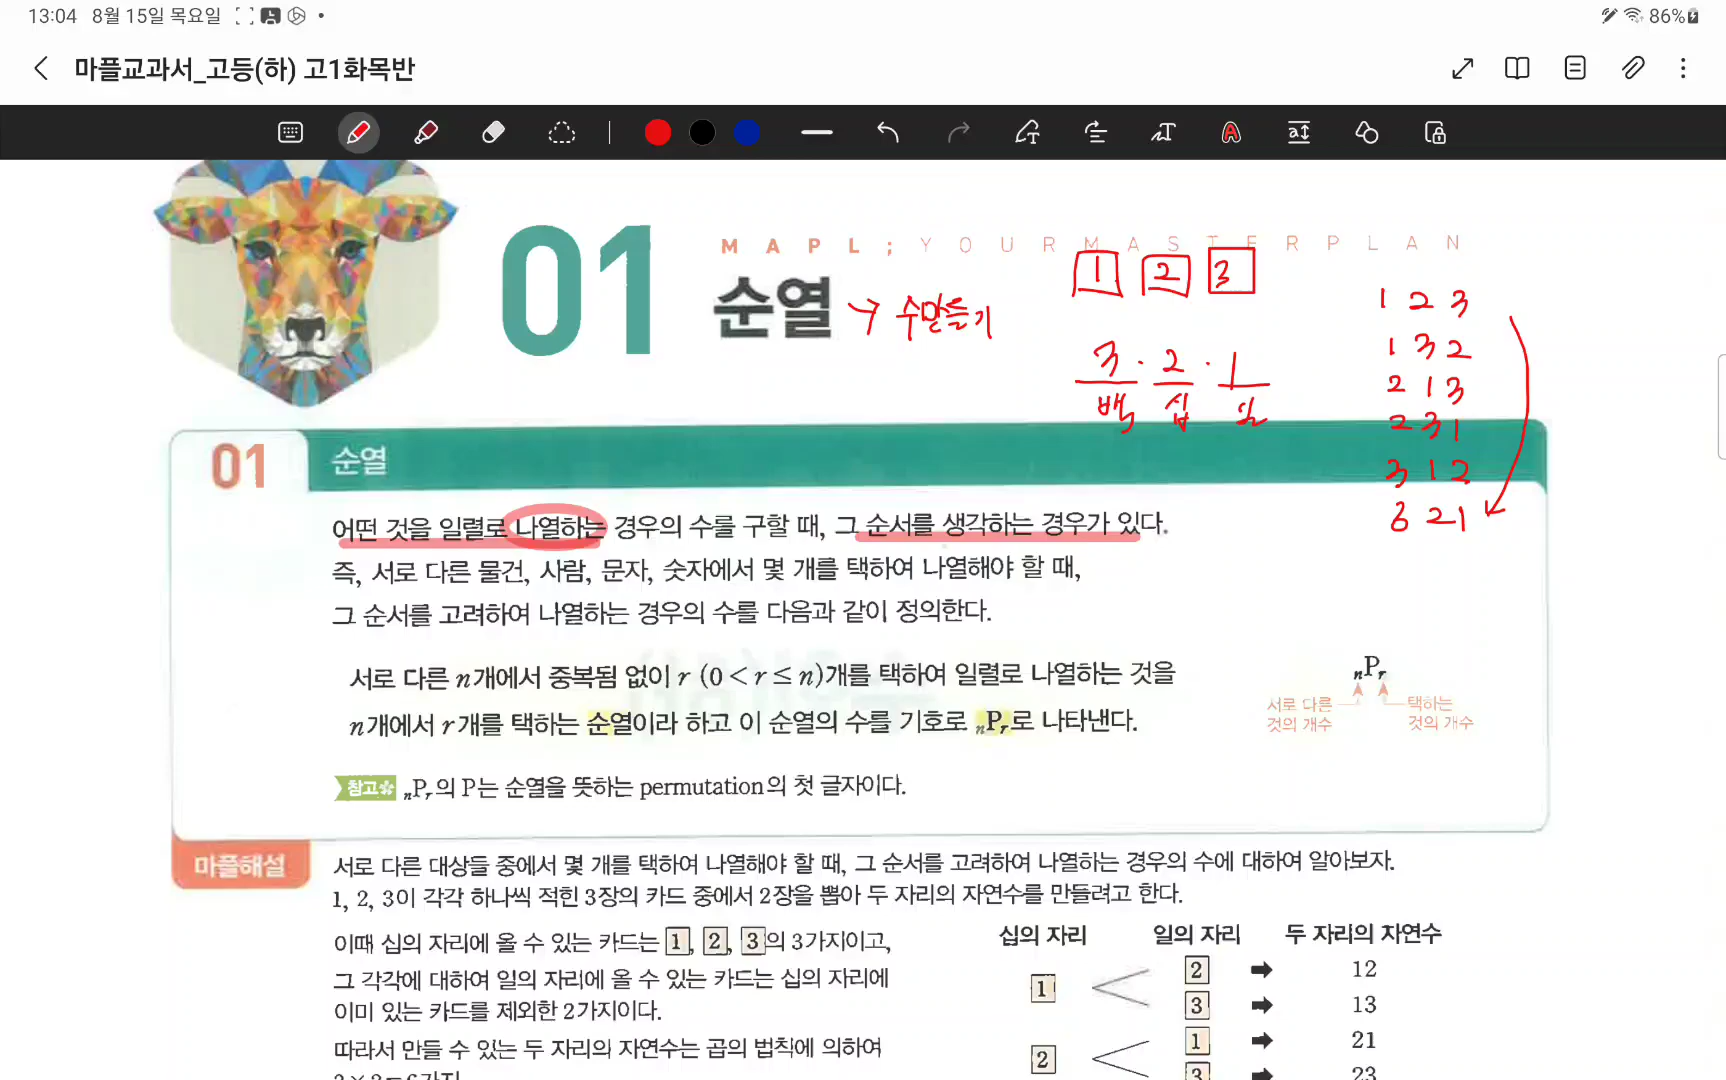 13:04 8월 15일 목요일
86%
마플교과서_고등(하) 고1화목반
01
MAPL;YOURMASTERPLAN
순열 → 수만들기
1 2 3
3 · 2 · 1
백 십 일
1 2 3
1 3 2
2 1 3
2 3 1
3 1 2
3 2 1
01 순열
어떤 것을 일렬로 나열하는 경우의 수를 구할 때, 그 순서를 생각하는 경우가 있다.
즉, 서로 다른 물건, 사람, 문자, 숫자에서 몇 개를 택하여 나열해야 할 때,
그 순서를 고려하여 나열하는 경우의 수를 다음과 같이 정의한다.
서로 다른 n개에서 중복됨 없이 r (0<r≤n)개를 택하여 일렬로 나열하는 것을
n개에서 r개를 택하는 순열이라 하고 이 순열의 수를 기호로 nPr로 나타낸다.
nPr
서로 다른 것의 개수
택하는 것의 개수
참고 nPr의 P는 순열을 뜻하는 permutation의 첫 글자이다.
마플해설
서로 다른 대상들 중에서 몇 개를 택하여 나열해야 할 때, 그 순서를 고려하여 나열하는 경우의 수에 대하여 알아보자.
1, 2, 3이 각각 하나씩 적힌 3장의 카드 중에서 2장을 뽑아 두 자리의 자연수를 만들려고 한다.
이때 십의 자리에 올 수 있는 카드는 1, 2, 3의 3가지이고,
그 각각에 대하여 일의 자리에 올 수 있는 카드는 십의 자리에
이미 있는 카드를 제외한 2가지이다.
따라서 만들 수 있는 두 자리의 자연수는 곱의 법칙에 의하여
십의 자리 일의 자리 두 자리의 자연수
1
2 → 12
3 → 13
2
1 → 21
3 → 23